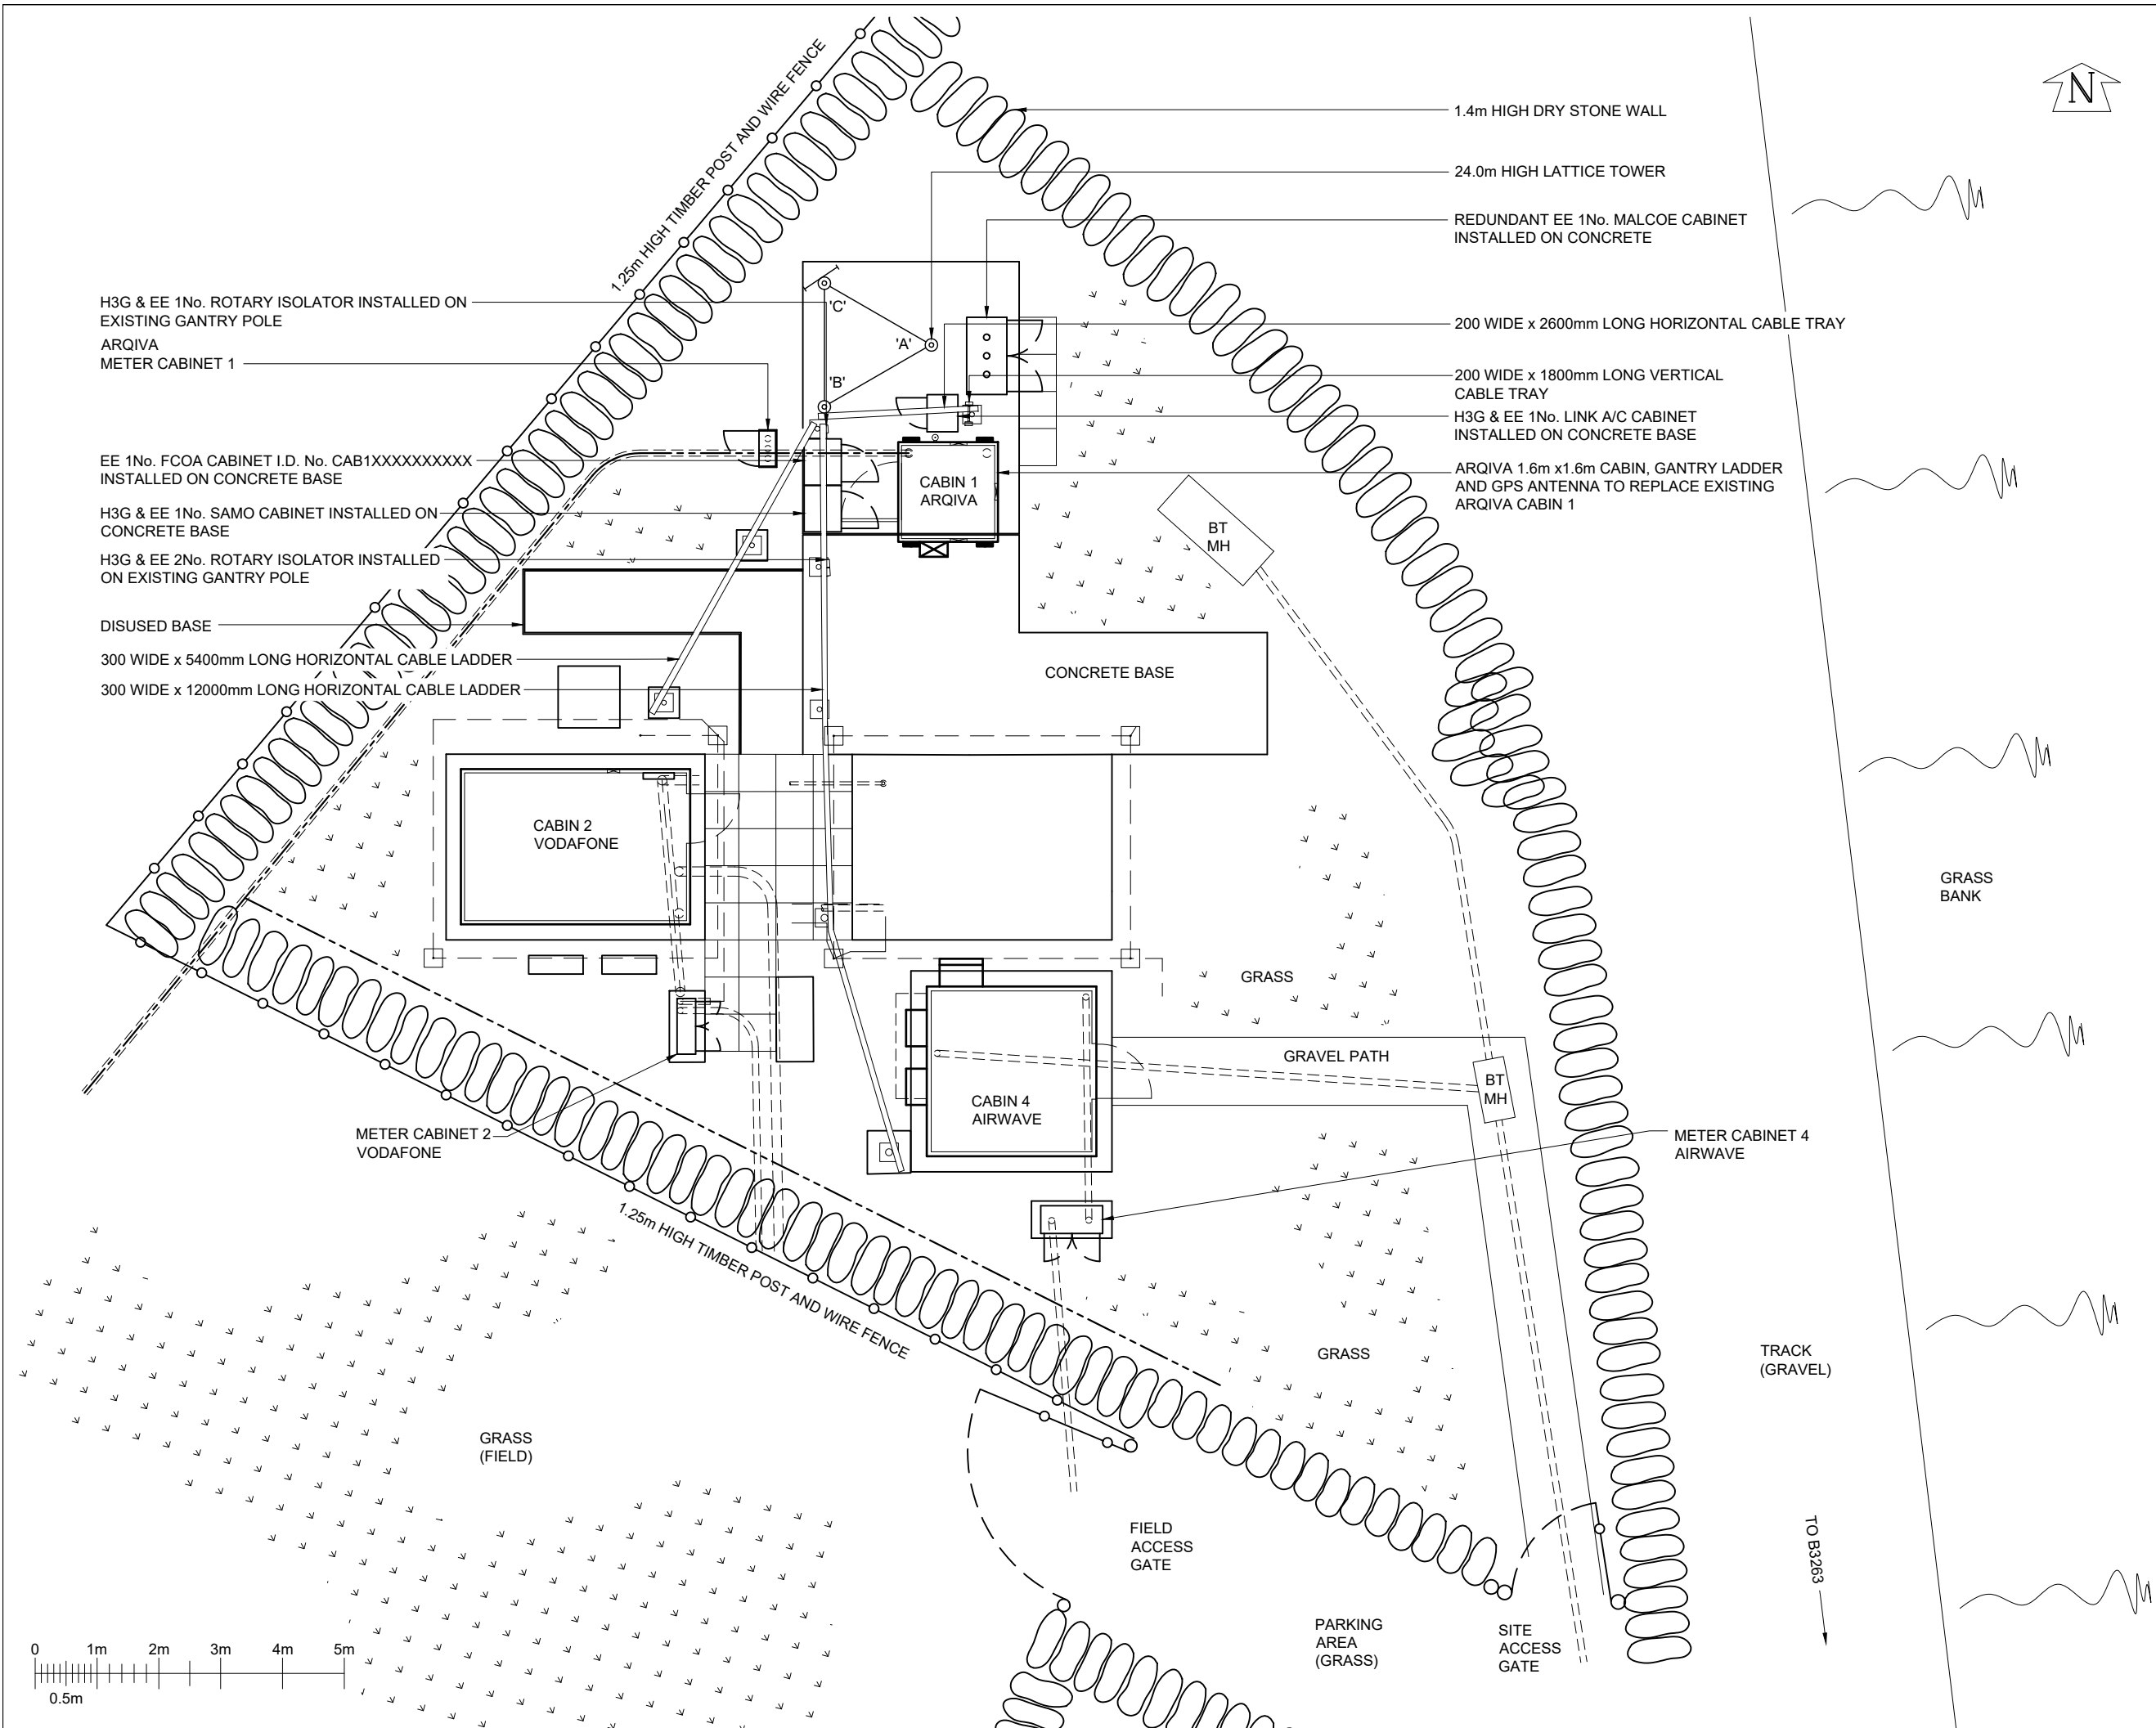 N
1.25m HIGH TIMBER POST AND WIRE FENCE
1.4m HIGH DRY STONE WALL
24.0m HIGH LATTICE TOWER
REDUNDANT EE 1No. MALCOE CABINET
INSTALLED ON CONCRETE
200 WIDE x 2600mm LONG HORIZONTAL CABLE TRAY
200 WIDE x 1800mm LONG VERTICAL
CABLE TRAY
H3G & EE 1No. LINK A/C CABINET
INSTALLED ON CONCRETE BASE
ARQIVA 1.6m x1.6m CABIN, GANTRY LADDER
AND GPS ANTENNA TO REPLACE EXISTING
ARQIVA CABIN 1
H3G & EE 1No. ROTARY ISOLATOR INSTALLED ON
EXISTING GANTRY POLE
ARQIVA
METER CABINET 1
EE 1No. FCOA CABINET I.D. No. CAB1XXXXXXXXXX
INSTALLED ON CONCRETE BASE
H3G & EE 1No. SAMO CABINET INSTALLED ON
CONCRETE BASE
H3G & EE 2No. ROTARY ISOLATOR INSTALLED
ON EXISTING GANTRY POLE
DISUSED BASE
300 WIDE x 5400mm LONG HORIZONTAL CABLE LADDER
300 WIDE x 12000mm LONG HORIZONTAL CABLE LADDER
'C'
'A'
'B'
CABIN 1
ARQIVA
BT
MH
CONCRETE BASE
CABIN 2
VODAFONE
GRASS
BANK
GRASS
GRAVEL PATH
BT
MH
CABIN 4
AIRWAVE
METER CABINET 2
VODAFONE
METER CABINET 4
AIRWAVE
1.25m HIGH TIMBER POST AND WIRE FENCE
GRASS
TRACK
(GRAVEL)
GRASS
(FIELD)
FIELD
ACCESS
GATE
TO B3263
PARKING
AREA
(GRASS)
SITE
ACCESS
GATE
0 1m 2m 3m 4m 5m
0.5m